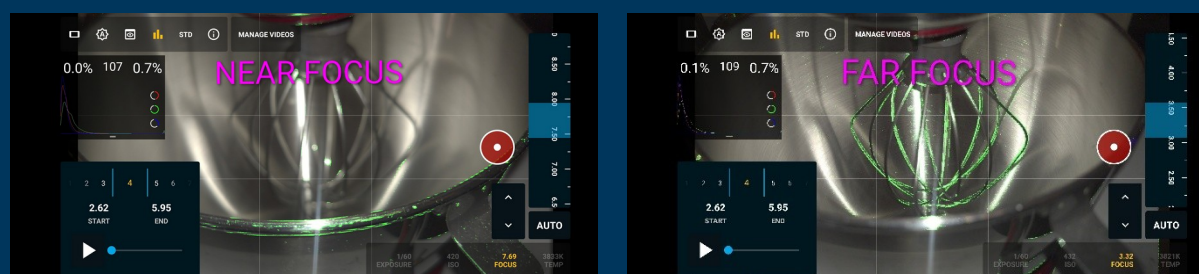 STD
MANAGE VIDEOS
0.0% 107 0.7%
NEAR FOCUS
8.50
8.00
7.50
7.00
6.5
2 3 4 5 6
2.62 5.95
START END
AUTO
1/60 420 7.69 3833K
EXPOSURE ISO FOCUS TEMP
STD
MANAGE VIDEOS
0.1% 109 0.7%
FAR FOCUS
4.00
3.50
3.00
2.50
3 4 5
2.62 5.95
START END
AUTO
1/60 432 3.32 3821K
EXPOSURE ISO FOCUS TEMP